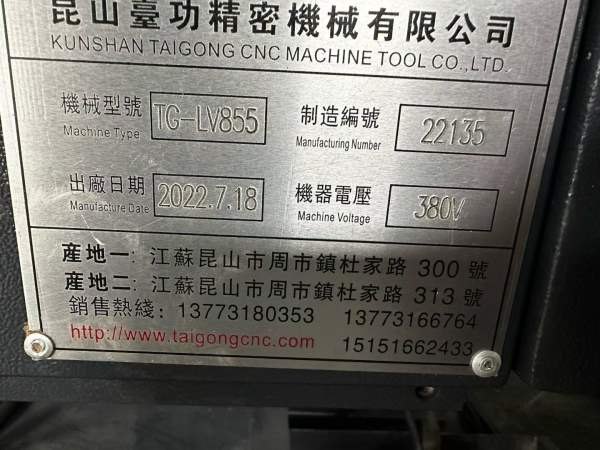 昆山臺功精密機械有限公司
KUNSHAN TAIGONG CNC MACHINE TOOL CO.,LTD.
機械型號 TG-LV855 制造編號 22135
Machine Type Manufacturing Number
出廠日期 2022.7.18 機器電壓 380V
Manufacture Date Machine Voltage
產地一: 江蘇昆山市周市鎮杜家路 300 號
產地二: 江蘇昆山市周市鎮杜家路 313 號
銷售熱綫: 13773180353 13773166764
http://www.taigongcnc.com 15151662433